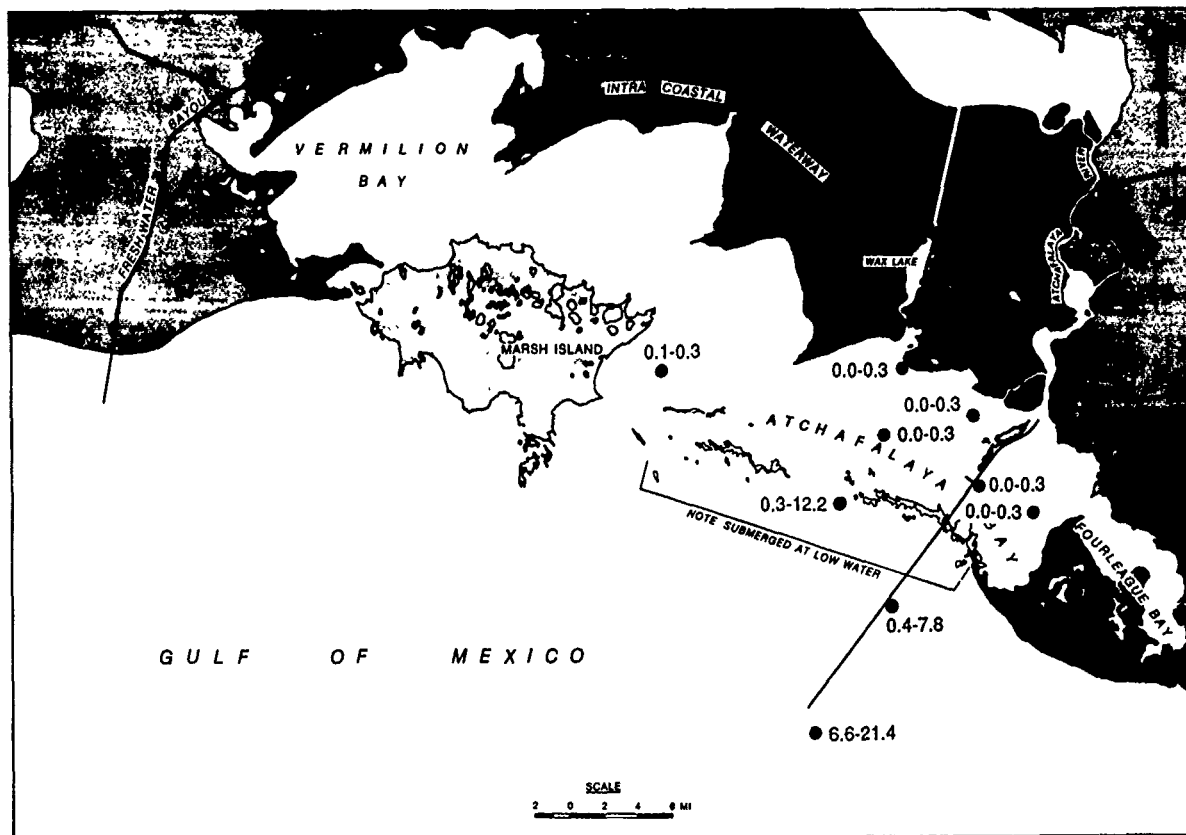 INTRA COASTAL
WATERWAY
FRESHWATER BAYOU
VERMILION
BAY
WAX LAKE
ATCHAFALAYA
RIVER
MARSH ISLAND
0.1-0.3
0.0-0.3
0.0-0.3
0.0-0.3
ATCHAFALAYA BAY
0.0-0.3
0.0-0.3
0.3-12.2
NOTE SUBMERGED AT LOW WATER
FOURLEAGUE BAY
0.4-7.8
GULF OF MEXICO
6.6-21.4
SCALE
2 0 2 4 6 MI